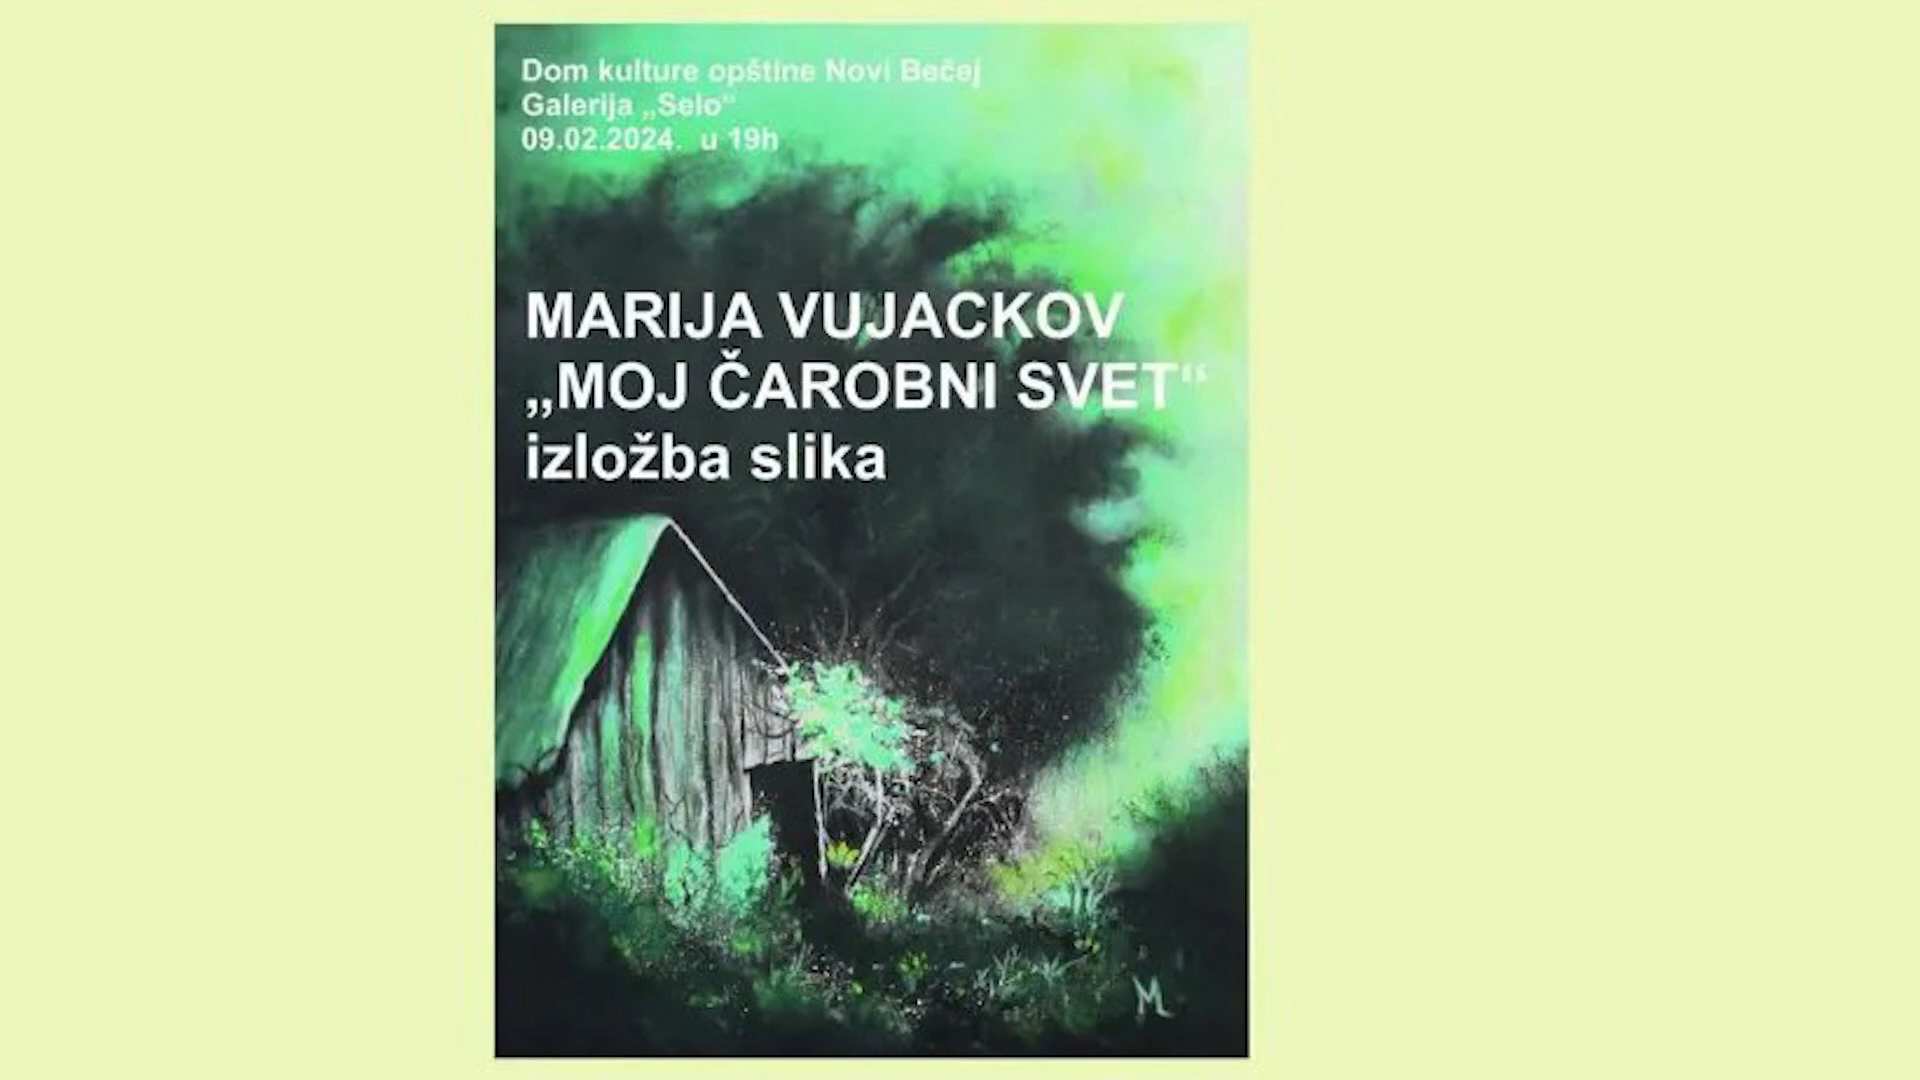 Dom kulture opštine Novi Bečej
Galerija „Selo“
09.02.2024. u 19h
MARIJA VUJACKOV
„MOJ ČAROBNI SVET“
izložba slika
M